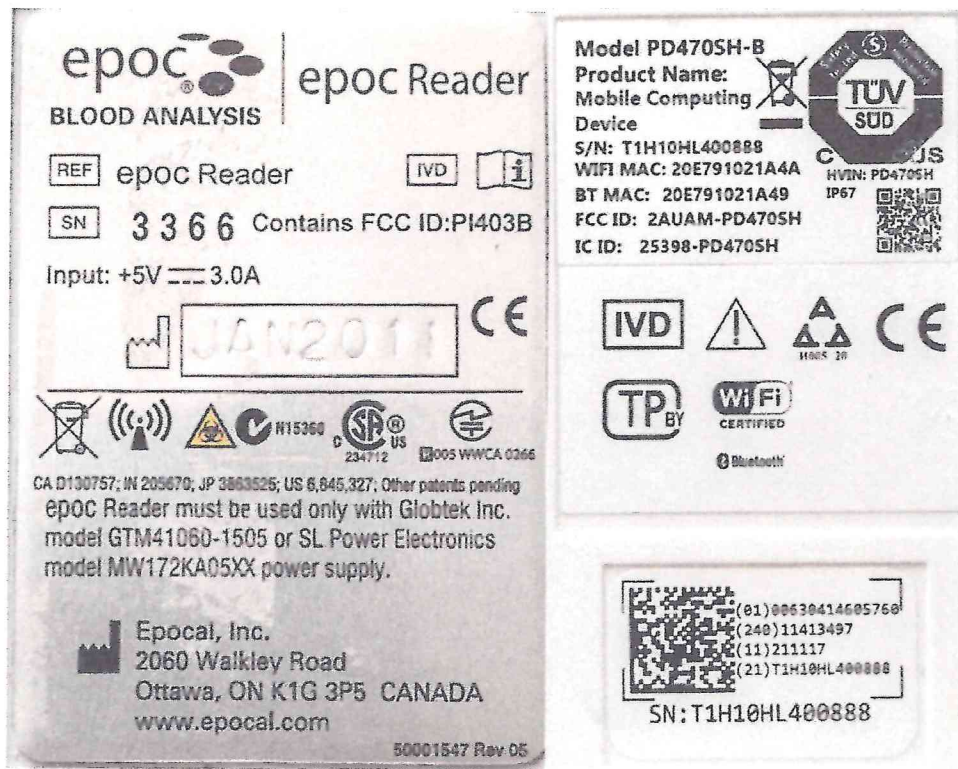 epoc®
BLOOD ANALYSIS
epoc Reader
REF epoc Reader IVD i
SN 3366 Contains FCC ID:PI403B
Input: +5V 3.0A
JAN2011
CE
N15360
C SA ® US
234712
R 005 WWCA 0266
CA D130757; IN 205670; JP 3863525; US 6,845,327; Other patents pending
epoc Reader must be used only with Globtek Inc.
model GTM41060-1505 or SL Power Electronics
model MW172KA05XX power supply.
Epocal, Inc.
2060 Walkley Road
Ottawa, ON K1G 3P5 CANADA
www.epocal.com
50001547 Rev 05
Model PD470SH-B
Product Name:
Mobile Computing
Device
S/N: T1H10HL400888
WIFI MAC: 20E791021A4A
BT MAC: 20E791021A49
FCC ID: 2AUAM-PD470SH
IC ID: 25398-PD470SH
TÜV
SÜD
C US
HVIN: PD470SH
IP67
IVD
CE
TP BY
Wi Fi
CERTIFIED
Bluetooth
(01)00630414605760
(240)11413497
(11)211117
(21)T1H10HL400888
SN:T1H10HL400888